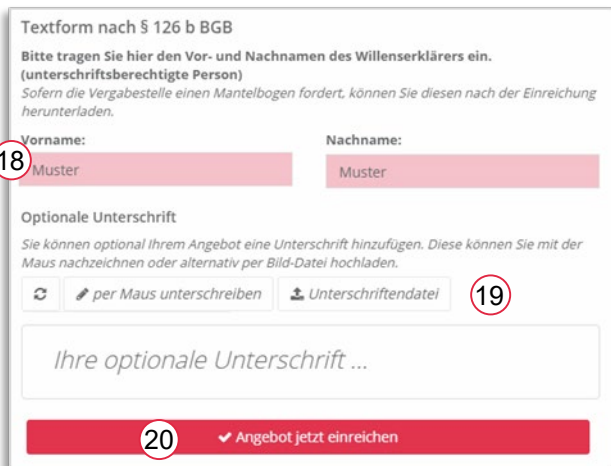 Textform nach § 126 b BGB
Bitte tragen Sie hier den Vor- und Nachnamen des Willenserklärers ein.
(unterschriftsberechtigte Person)
Sofern die Vergabestelle einen Mantelbogen fordert, können Sie diesen nach der Einreichung
herunterladen.
Vorname: Nachname:
18 Muster Muster
Optionale Unterschrift
Sie können optional Ihrem Angebot eine Unterschrift hinzufügen. Diese können Sie mit der
Maus nachzeichnen oder alternativ per Bild-Datei hochladen.
per Maus unterschreiben Unterschriftendatei 19
Ihre optionale Unterschrift ...
20 Angebot jetzt einreichen